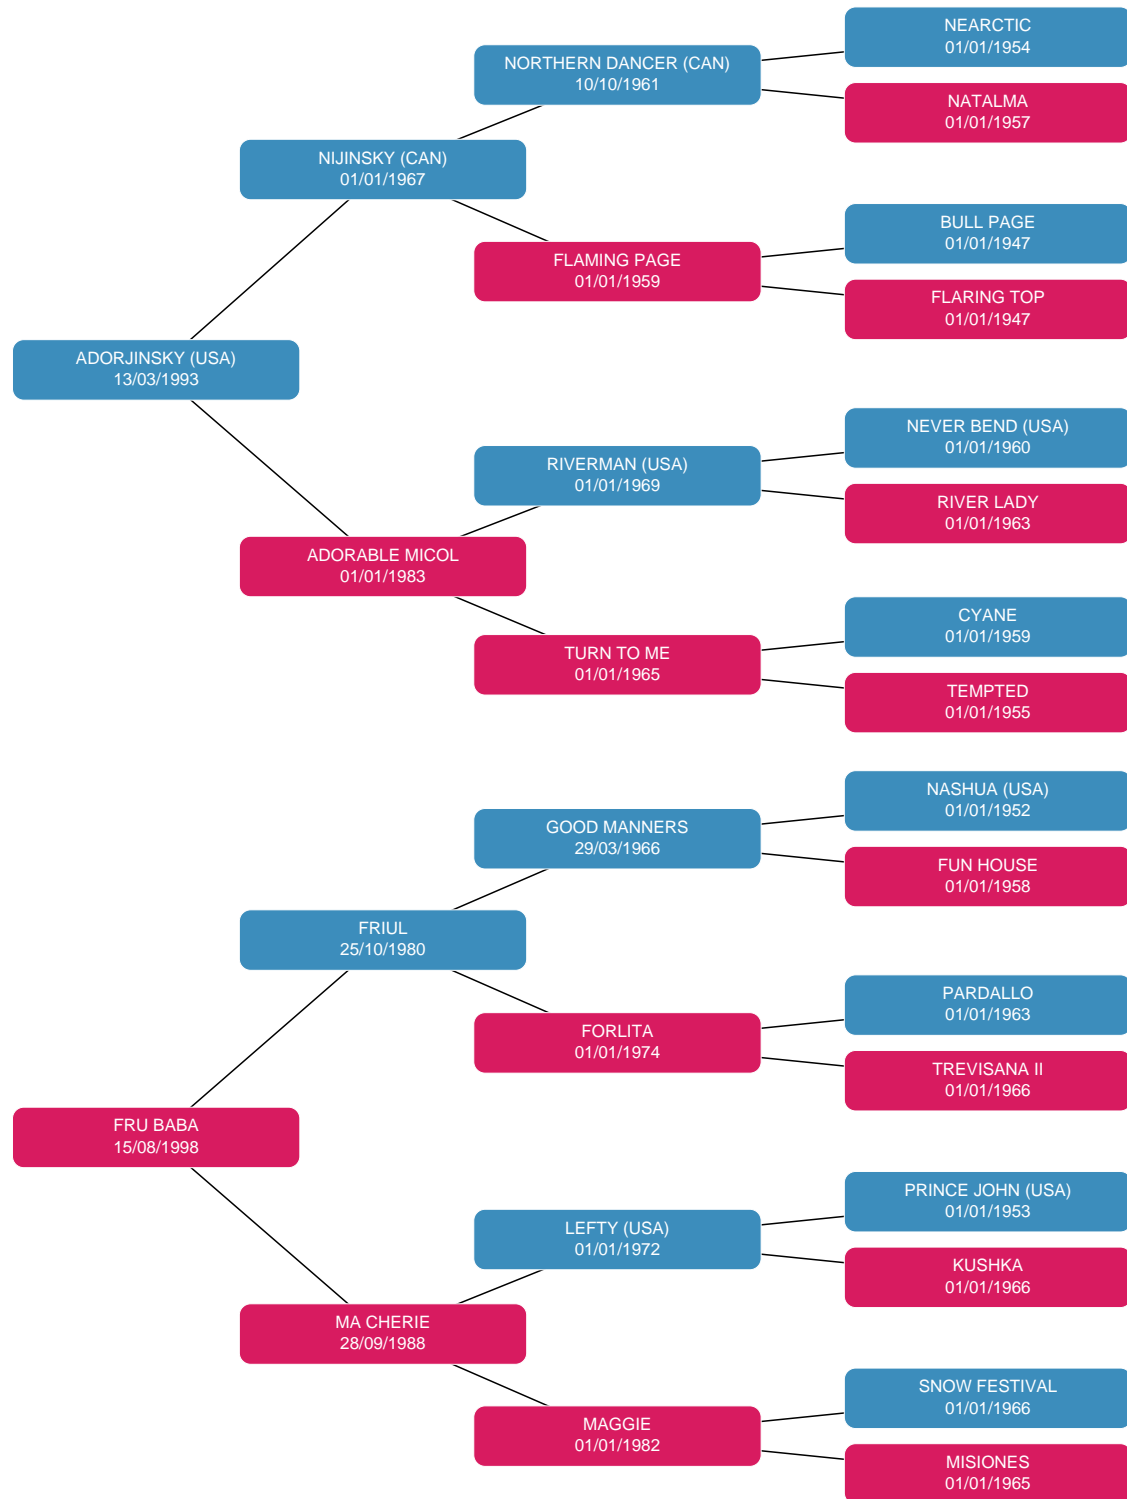 NEARCTIC
01/01/1954
NORTHERN DANCER (CAN)
10/10/1961
NATALMA
01/01/1957
NIJINSKY (CAN)
01/01/1967
BULL PAGE
01/01/1947
FLAMING PAGE
01/01/1959
FLARING TOP
01/01/1947
ADORJINSKY (USA)
13/03/1993
NEVER BEND (USA)
01/01/1960
RIVERMAN (USA)
01/01/1969
RIVER LADY
01/01/1963
ADORABLE MICOL
01/01/1983
CYANE
01/01/1959
TURN TO ME
01/01/1965
TEMPTED
01/01/1955
NASHUA (USA)
01/01/1952
GOOD MANNERS
29/03/1966
FUN HOUSE
01/01/1958
FRIUL
25/10/1980
PARDALLO
01/01/1963
FORLITA
01/01/1974
TREVISANA II
01/01/1966
FRU BABA
15/08/1998
PRINCE JOHN (USA)
01/01/1953
LEFTY (USA)
01/01/1972
KUSHKA
01/01/1966
MA CHERIE
28/09/1988
SNOW FESTIVAL
01/01/1966
MAGGIE
01/01/1982
MISIONES
01/01/1965